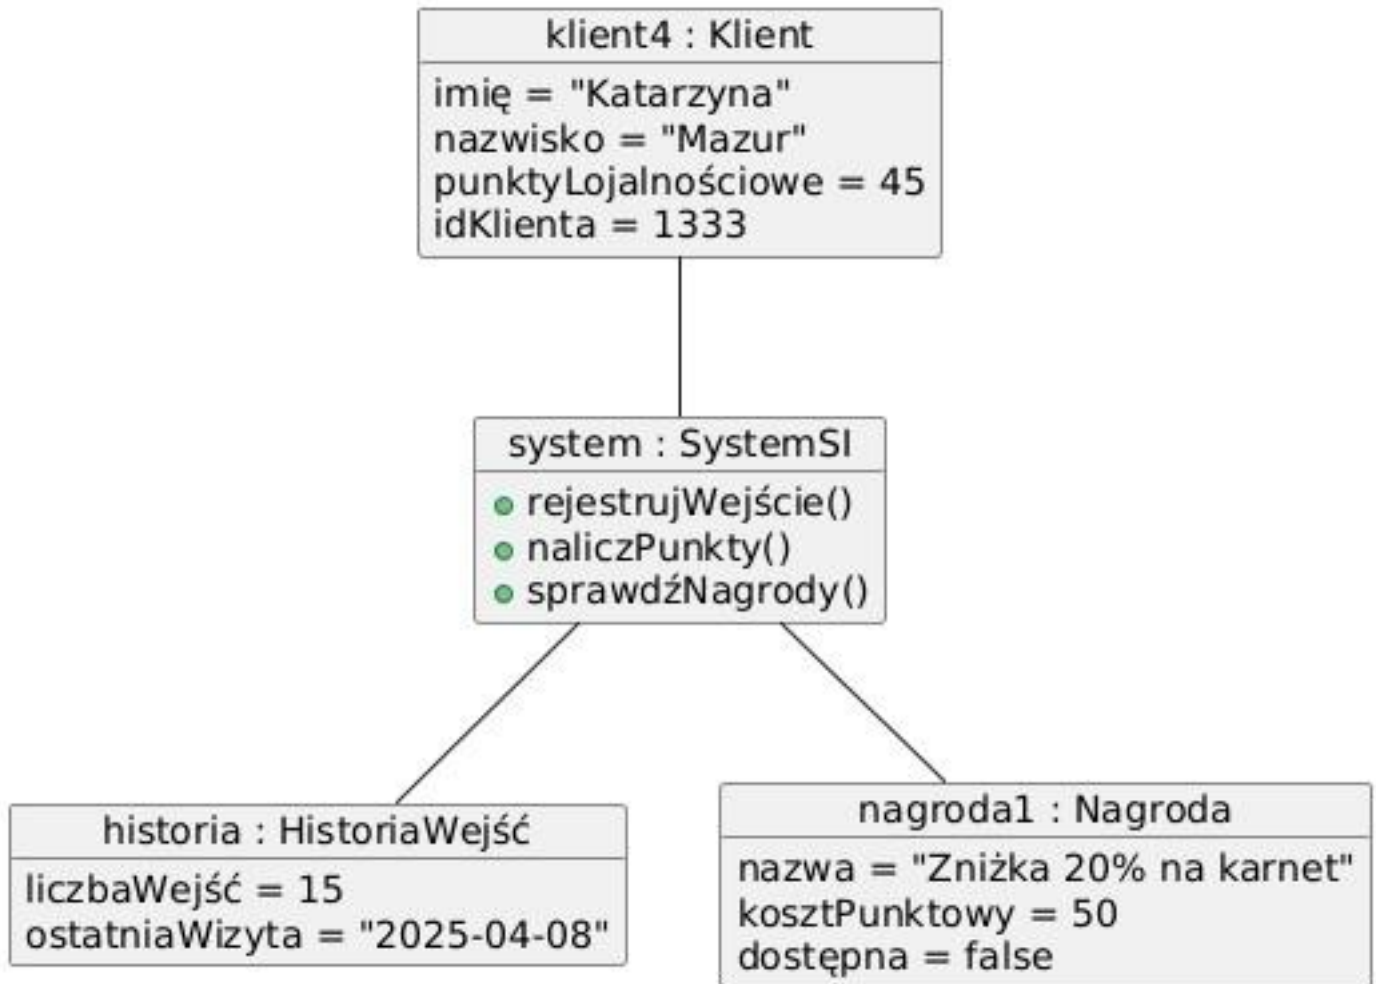 klient4 : Klient
imię = "Katarzyna"
nazwisko = "Mazur"
punktyLojalnościowe = 45
idKlienta = 1333
system : SystemSI
rejestrujWejście()
naliczPunkty()
sprawdźNagrody()
historia : HistoriaWejść
liczbaWejść = 15
ostatniaWizyta = "2025-04-08"
nagroda1 : Nagroda
nazwa = "Zniżka 20% na karnet"
kosztPunktowy = 50
dostępna = false